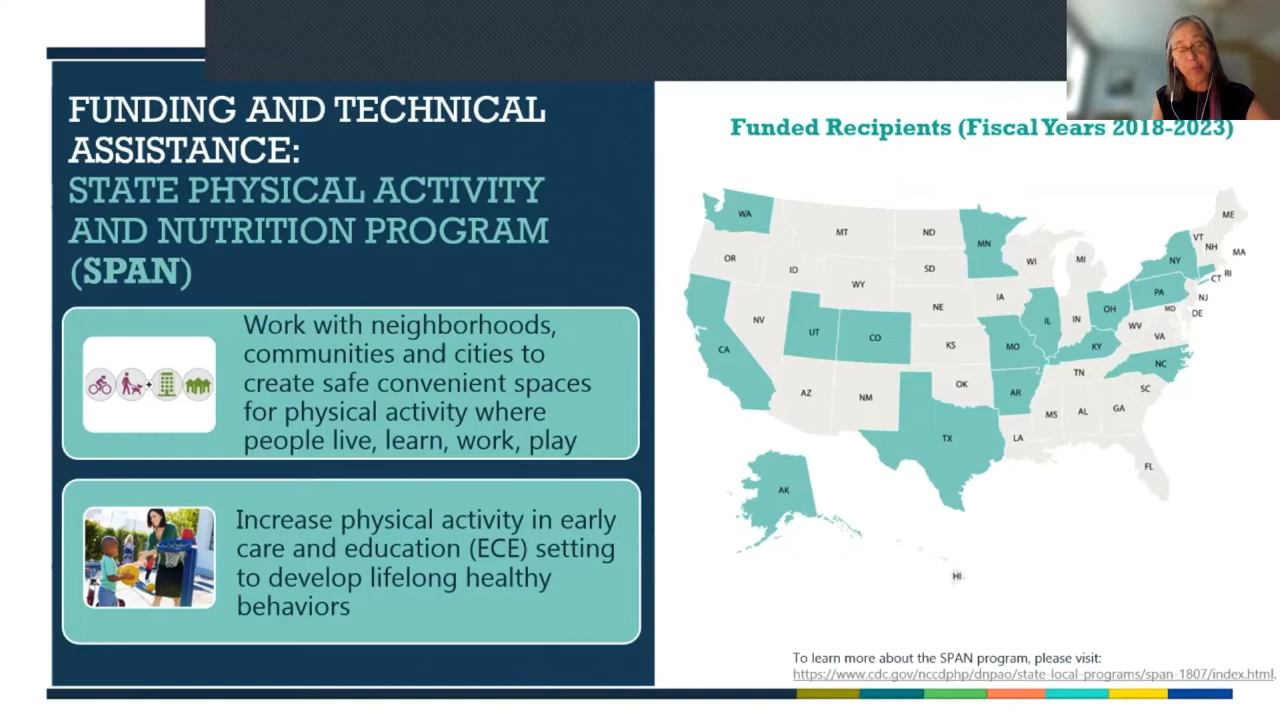 FUNDING AND TECHNICAL
ASSISTANCE:
STATE PHYSICAL ACTIVITY
AND NUTRITION PROGRAM
(SPAN)
Work with neighborhoods,
communities and cities to
create safe convenient spaces
for physical activity where
people live, learn, work, play
Increase physical activity in early
care and education (ECE) setting
to develop lifelong healthy
behaviors
Funded Recipients (Fiscal Years 2018-2023)
WA
MT
ND
MN
ME
VT
NH
MA
OR
ID
SD
WI
MI
NY
CT
RI
WY
IA
PA
NJ
NE
OH
MD
DE
NV
UT
CO
IL
IN
WV
VA
CA
KS
MO
KY
NC
AZ
NM
OK
AR
TN
SC
MS
AL
GA
TX
LA
FL
AK
HI
To learn more about the SPAN program, please visit:
https://www.cdc.gov/nccdphp/dnpao/state-local-programs/span-1807/index.html.